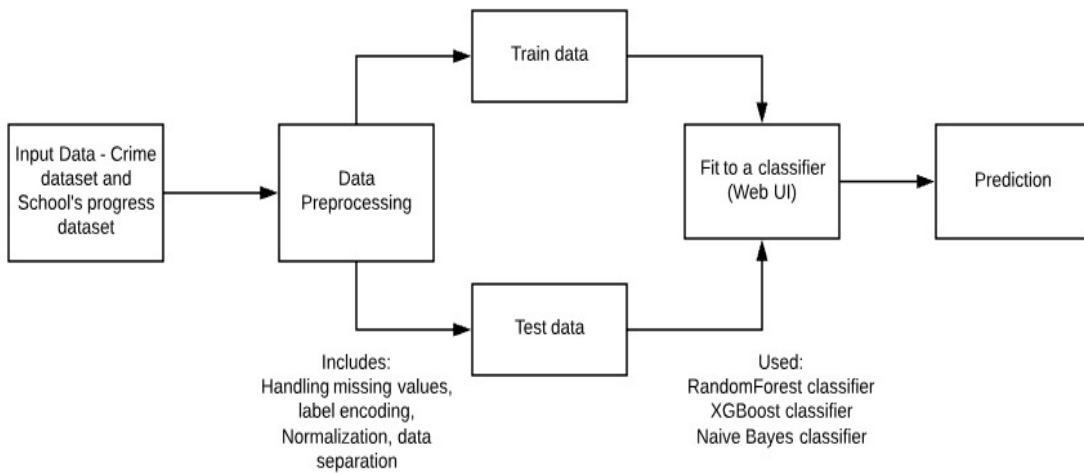 Input Data - Crime
dataset and
School's progress
dataset
Data
Preprocessing
Train data
Test data
Fit to a classifier
(Web UI)
Prediction
Includes:
Handling missing values,
label encoding,
Normalization, data
separation
Used:
RandomForest classifier
XGBoost classifier
Naive Bayes classifier